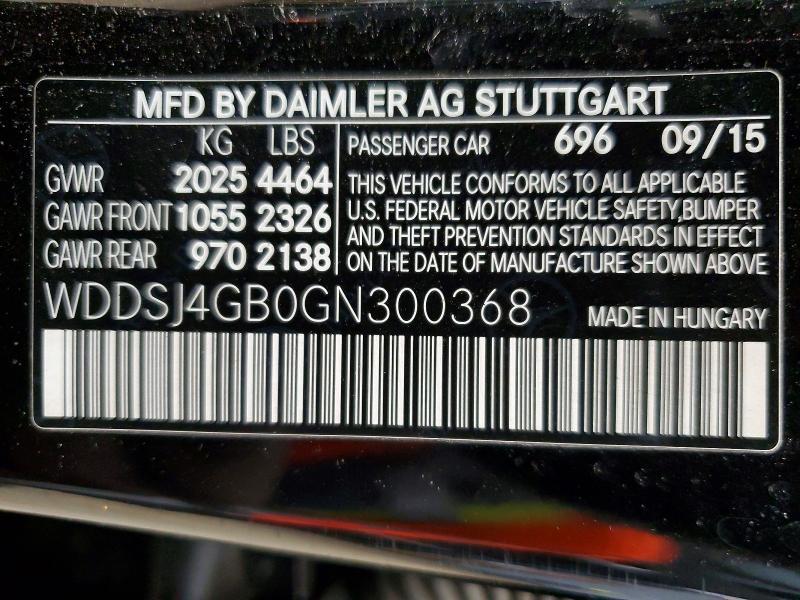 MFD BY DAIMLER AG STUTTGART
KG LBS
GVWR 2025 4464
GAWR FRONT 1055 2326
GAWR REAR 970 2138
PASSENGER CAR 696 09/15
THIS VEHICLE CONFORMS TO ALL APPLICABLE
U.S. FEDERAL MOTOR VEHICLE SAFETY, BUMPER
AND THEFT PREVENTION STANDARDS IN EFFECT
ON THE DATE OF MANUFACTURE SHOWN ABOVE
WDDSJ4GB0GN300368
MADE IN HUNGARY